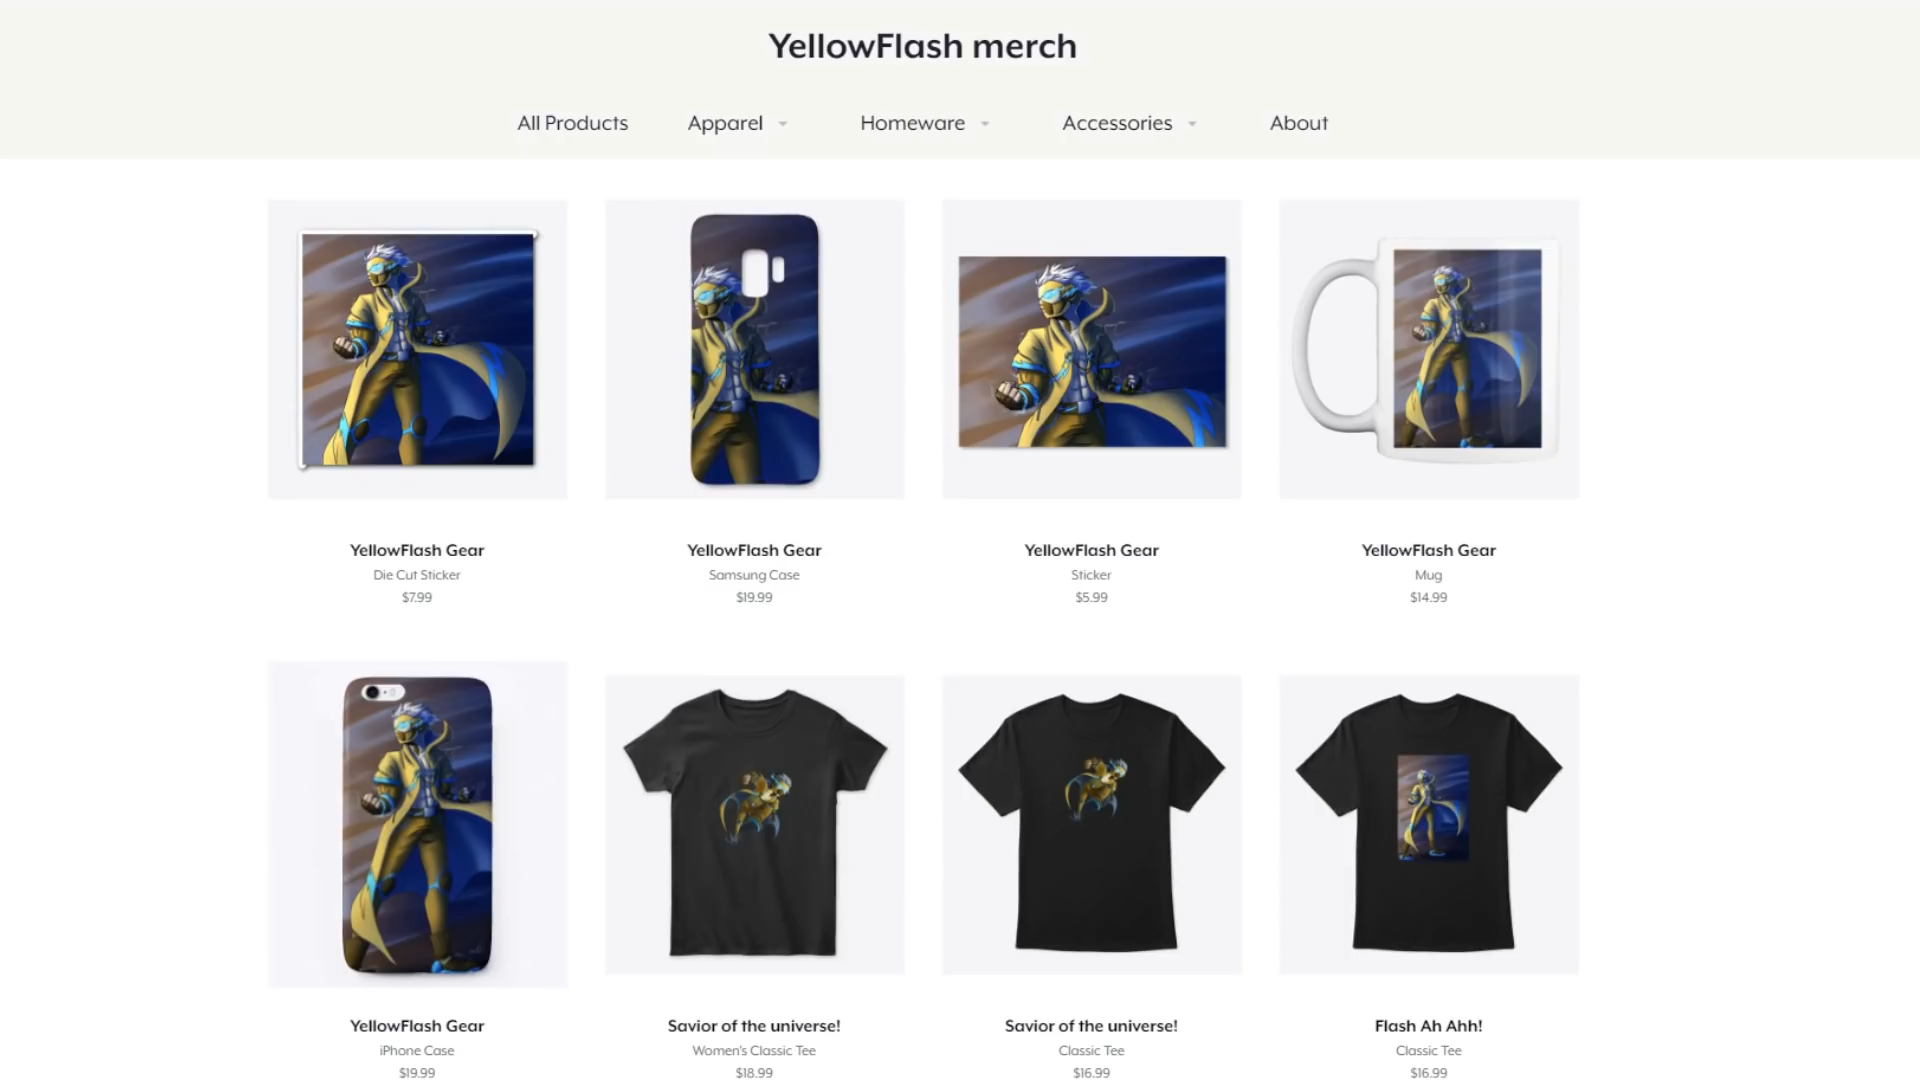 YellowFlash merch
All Products Apparel Homeware Accessories About
YellowFlash Gear
Die Cut Sticker
$7.99
YellowFlash Gear
Samsung Case
$19.99
YellowFlash Gear
Sticker
$5.99
YellowFlash Gear
Mug
$14.99
YellowFlash Gear
iPhone Case
$19.99
Savior of the universe!
Women's Classic Tee
$18.99
Savior of the universe!
Classic Tee
$16.99
Flash Ah Ahh!
Classic Tee
$16.99